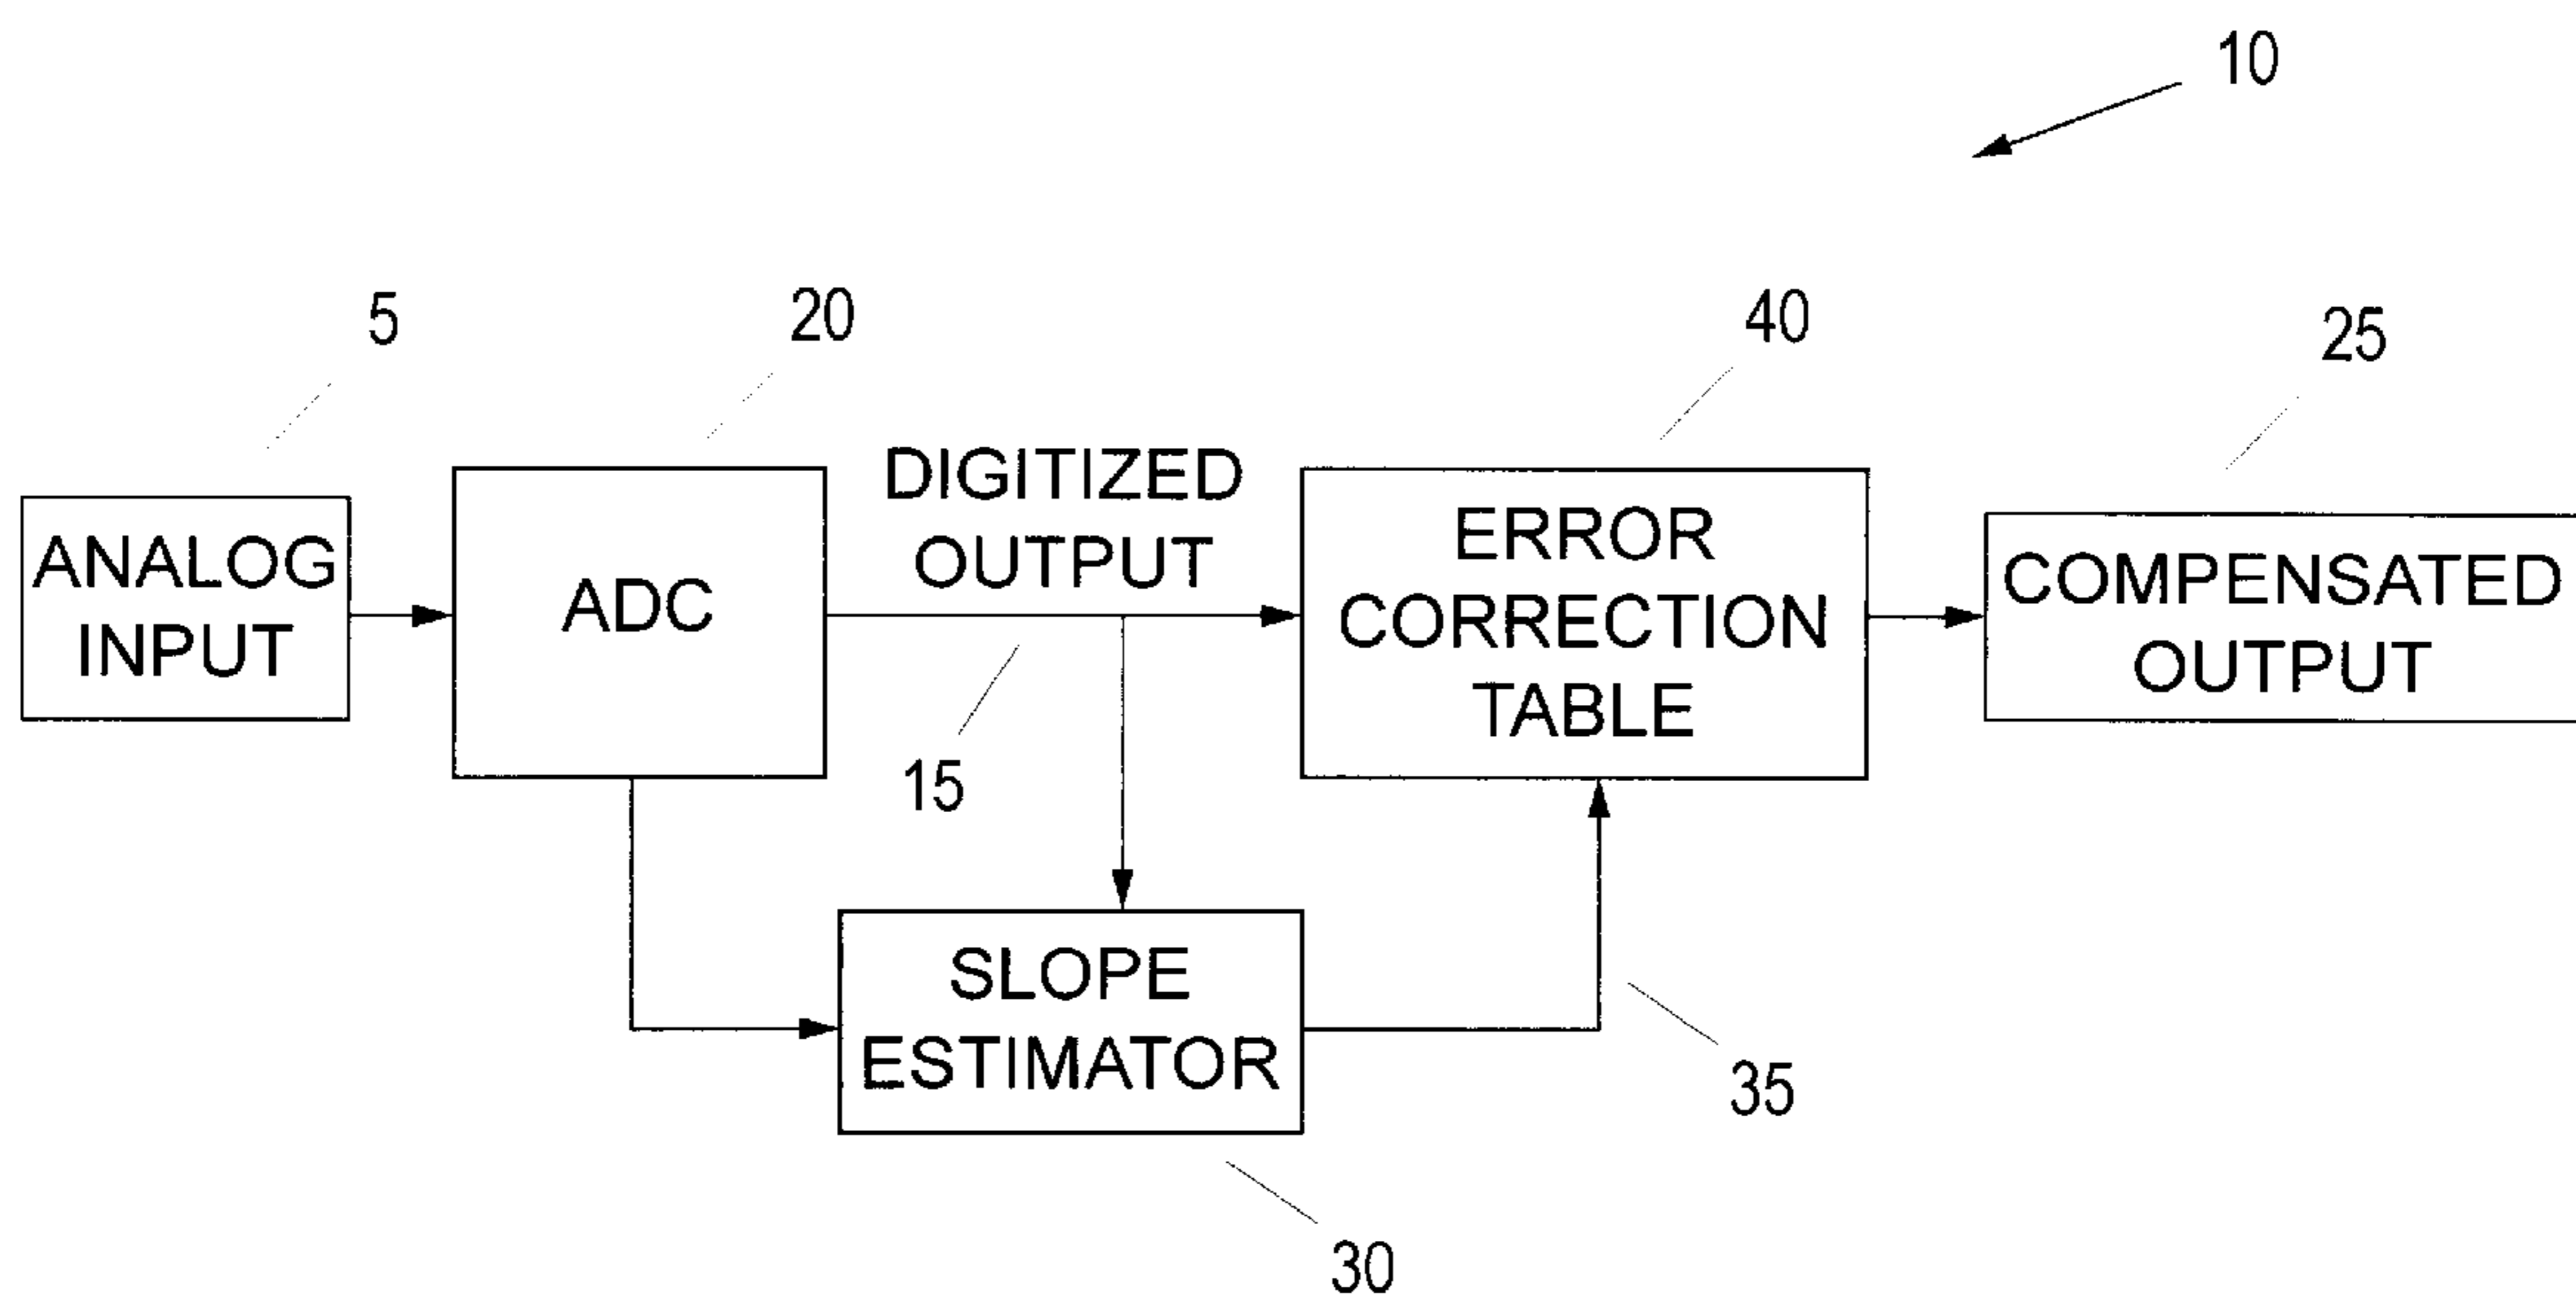 10
5
20
40
25
ANALOG
INPUT
ADC
DIGITIZED
OUTPUT
15
ERROR
CORRECTION
TABLE
COMPENSATED
OUTPUT
SLOPE
ESTIMATOR
35
30